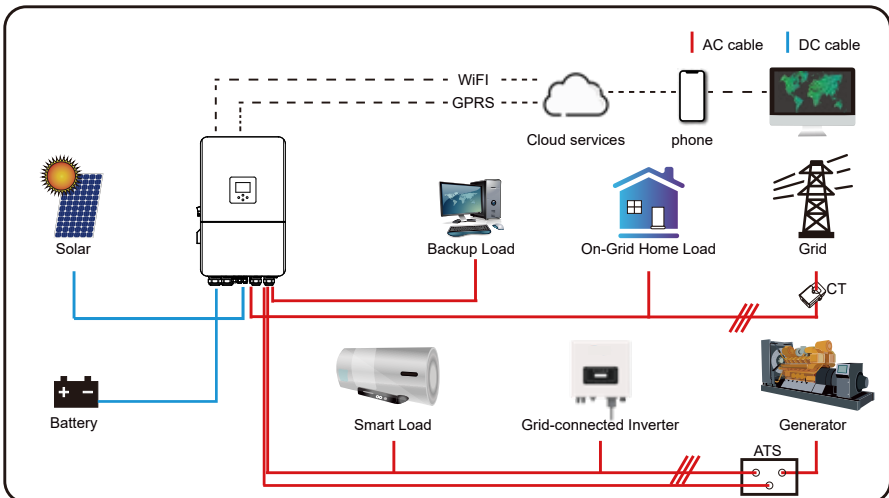 AC cable
DC cable
WiFI
GPRS
Cloud services
phone
Solar
Backup Load
On-Grid Home Load
Grid
CT
Battery
Smart Load
Grid-connected Inverter
Generator
ATS